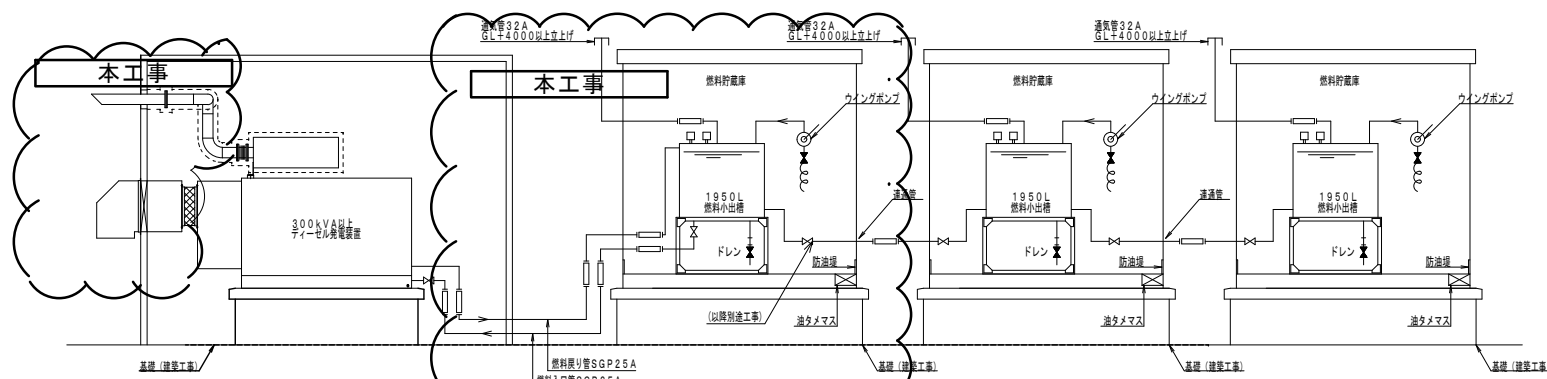 通気管32A
GL+4000以上立上げ
通気管32A
GL+4000以上立上げ
通気管32A
GL+4000以上立上げ
本工事
本工事
燃料貯蔵庫
燃料貯蔵庫
燃料貯蔵庫
ウイングポンプ
ウイングポンプ
ウイングポンプ
300kVA以上
ディーゼル発電装置
1950L
燃料小出槽
連通管
1950L
燃料小出槽
連通管
1950L
燃料小出槽
ドレン
ドレン
ドレン
防油堤
防油堤
防油堤
(以降別途工事)
油タメマス
油タメマス
油タメマス
基礎(建築工事)
燃料戻り管SGP25A
基礎(建築工事)
基礎(建築工事)
基礎(建築工事